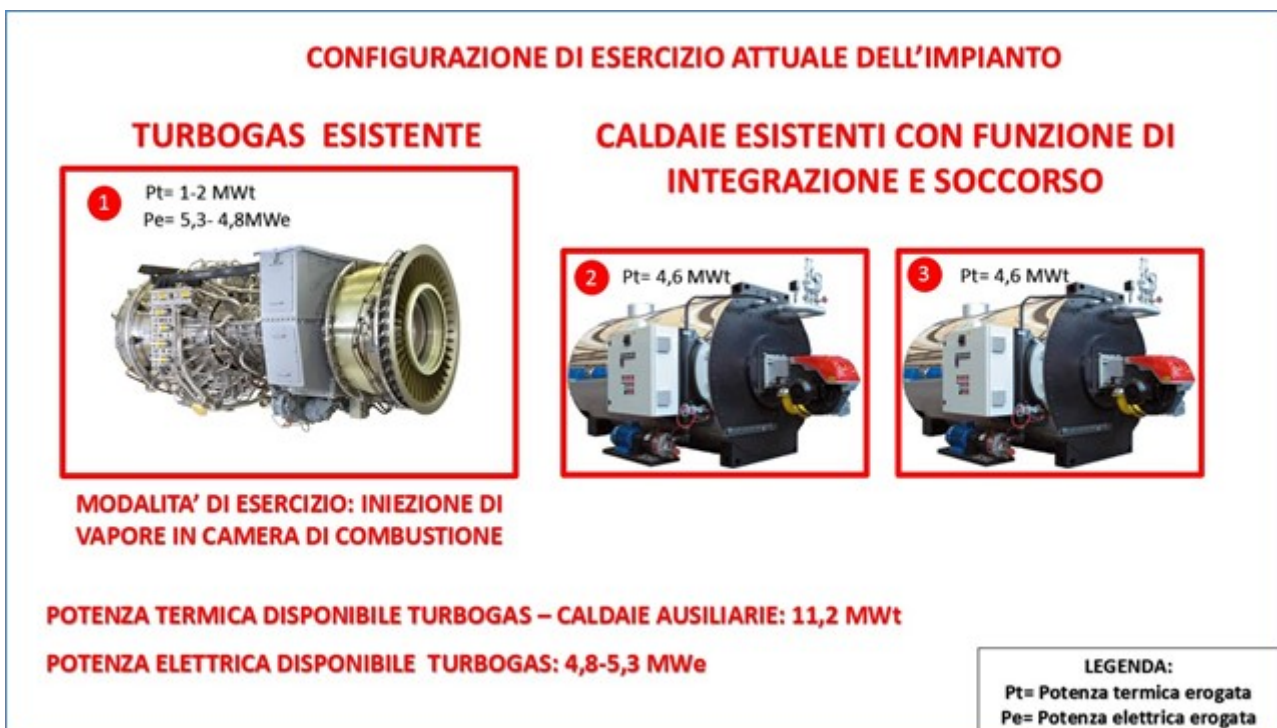 CONFIGURAZIONE DI ESERCIZIO ATTUALE DELL'IMPIANTO
TURBOGAS ESISTENTE
1
Pt= 1-2 MWt
Pe= 5,3- 4,8MWe
MODALITA' DI ESERCIZIO: INIEZIONE DI
VAPORE IN CAMERA DI COMBUSTIONE
CALDAIE ESISTENTI CON FUNZIONE DI
INTEGRAZIONE E SOCCORSO
2 Pt= 4,6 MWt
3 Pt= 4,6 MWt
POTENZA TERMICA DISPONIBILE TURBOGAS – CALDAIE AUSILIARIE: 11,2 MWt
POTENZA ELETTRICA DISPONIBILE TURBOGAS: 4,8-5,3 MWe
LEGENDA:
Pt= Potenza termica erogata
Pe= Potenza elettrica erogata